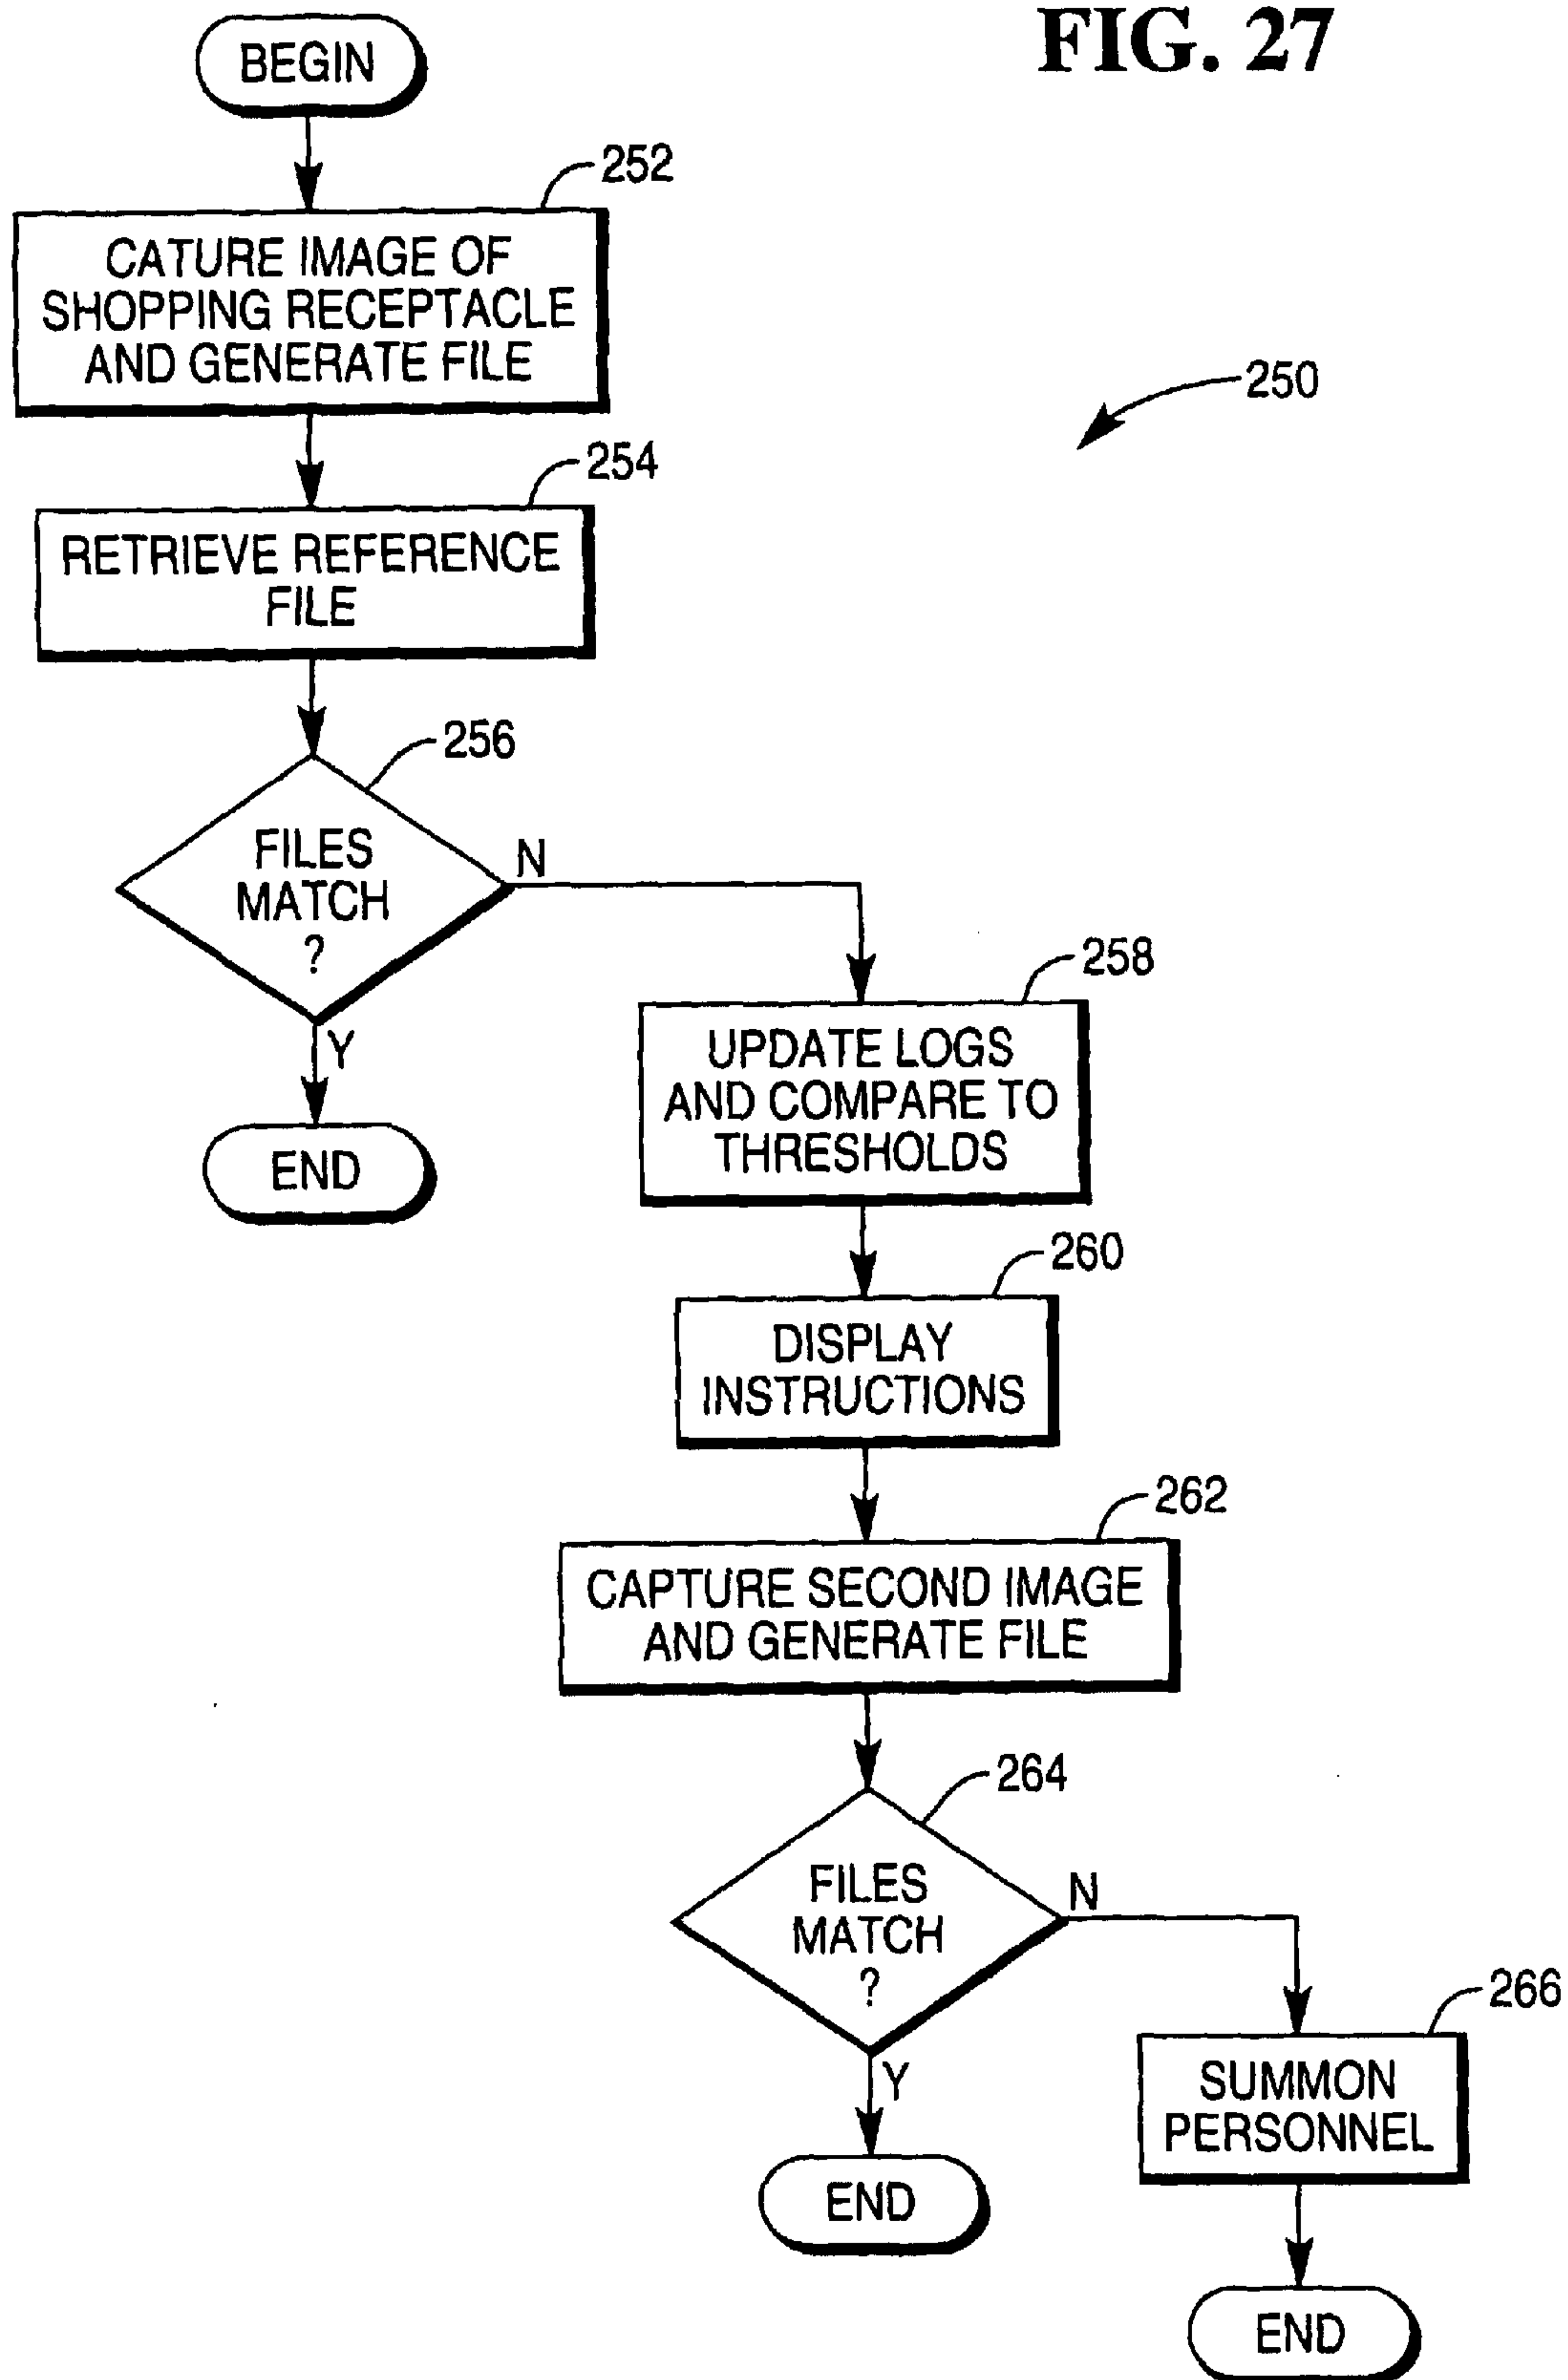 FIG. 27
BEGIN
252
CATURE IMAGE OF
SHOPPING RECEPTACLE
AND GENERATE FILE
250
254
RETRIEVE REFERENCE
FILE
256
FILES
MATCH
?
N
Y
END
258
UPDATE LOGS
AND COMPARE TO
THRESHOLDS
260
DISPLAY
INSTRUCTIONS
262
CAPTURE SECOND IMAGE
AND GENERATE FILE
264
FILES
MATCH
?
N
Y
END
266
SUMMON
PERSONNEL
END